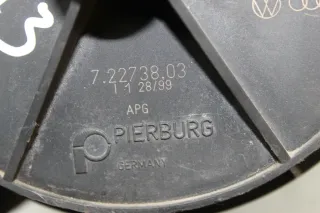 7.22738.03
1 1 28/99
APG
PIERBURG
GERMANY